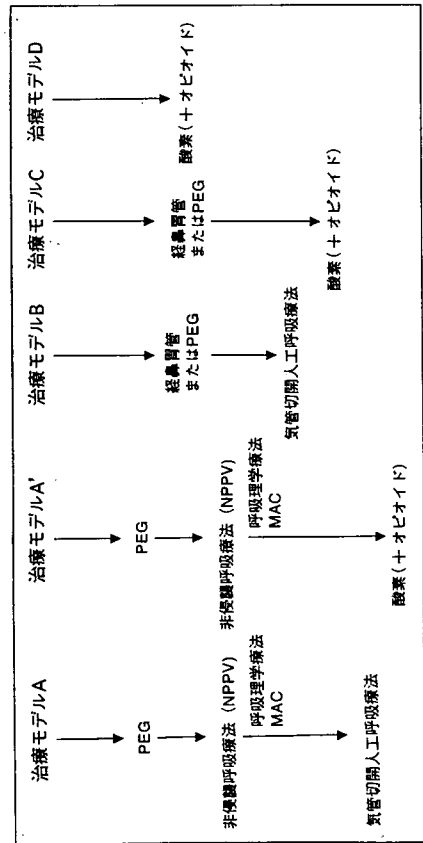 治療モデルA
PEG
非侵襲呼吸療法 (NPPV)
呼吸理学療法
MAC
気管切開人工呼吸療法
治療モデルA'
PEG
非侵襲呼吸療法 (NPPV)
呼吸理学療法
MAC
酸素(+オピオイド)
治療モデルB
経鼻胃管
またはPEG
気管切開人工呼吸療法
治療モデルC
経鼻胃管
またはPEG
酸素(+オピオイド)
治療モデルD
酸素(+オピオイド)